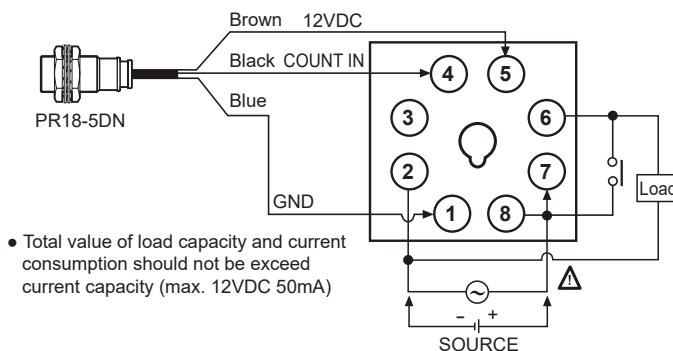 Brown 12VDC
Black COUNT IN
Blue
PR18-5DN
GND
4 5
3 6
2 7
1 8
Load
● Total value of load capacity and current
consumption should not be exceed
current capacity (max. 12VDC 50mA)
− +
SOURCE